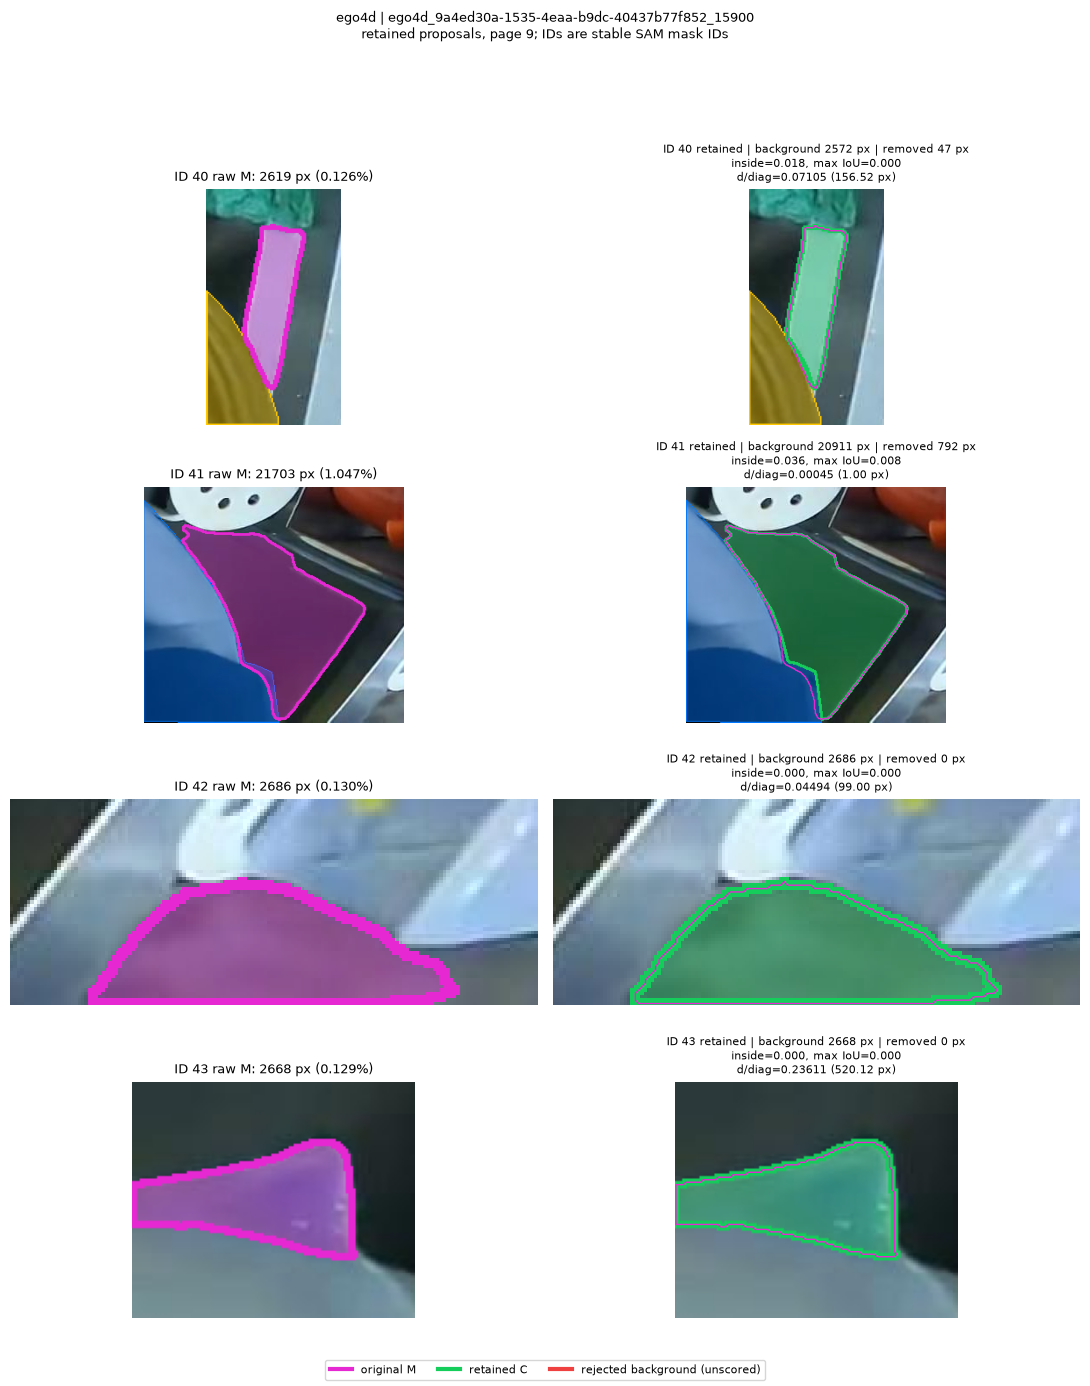 ego4d | ego4d_9a4ed30a-1535-4eaa-b9dc-40437b77f852_15900
retained proposals, page 9; IDs are stable SAM mask IDs
ID 40 raw M: 2619 px (0.126%)
ID 40 retained | background 2572 px | removed 47 px
inside=0.018, max IoU=0.000
d/diag=0.07105 (156.52 px)
ID 41 raw M: 21703 px (1.047%)
ID 41 retained | background 20911 px | removed 792 px
inside=0.036, max IoU=0.008
d/diag=0.00045 (1.00 px)
ID 42 raw M: 2686 px (0.130%)
ID 42 retained | background 2686 px | removed 0 px
inside=0.000, max IoU=0.000
d/diag=0.04494 (99.00 px)
ID 43 raw M: 2668 px (0.129%)
ID 43 retained | background 2668 px | removed 0 px
inside=0.000, max IoU=0.000
d/diag=0.23611 (520.12 px)
original M
retained C
rejected background (unscored)